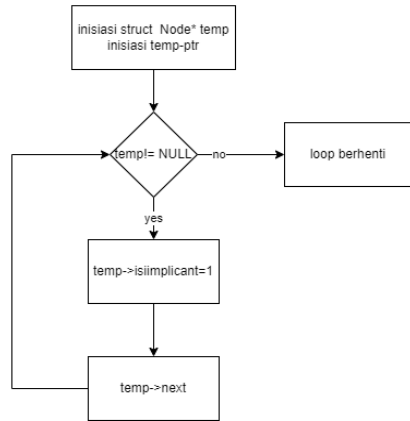 inisiasi struct Node* temp
inisiasi temp-ptr
temp!= NULL
no
loop berhenti
yes
temp->isiimplicant=1
temp->next